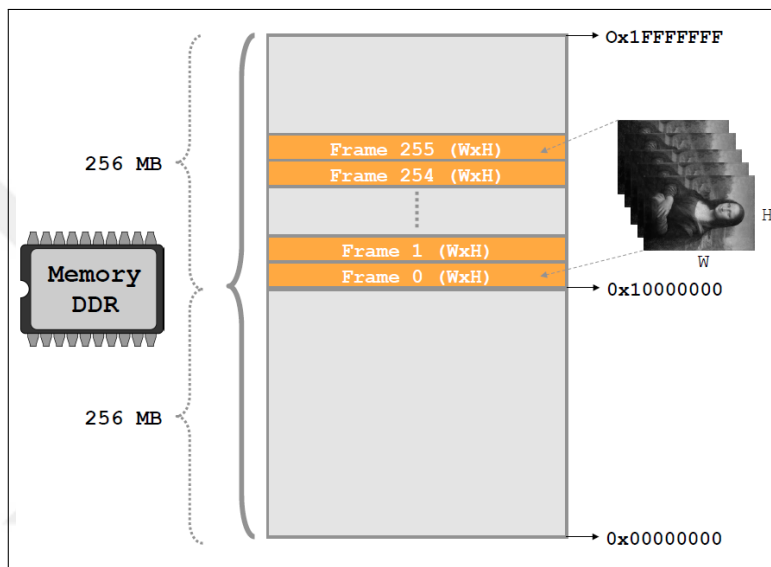 0x1FFFFFFF
256 MB
Frame 255 (WxH)
Frame 254 (WxH)
H
W
Frame 1 (WxH)
Frame 0 (WxH)
0x10000000
Memory
DDR
256 MB
0x00000000